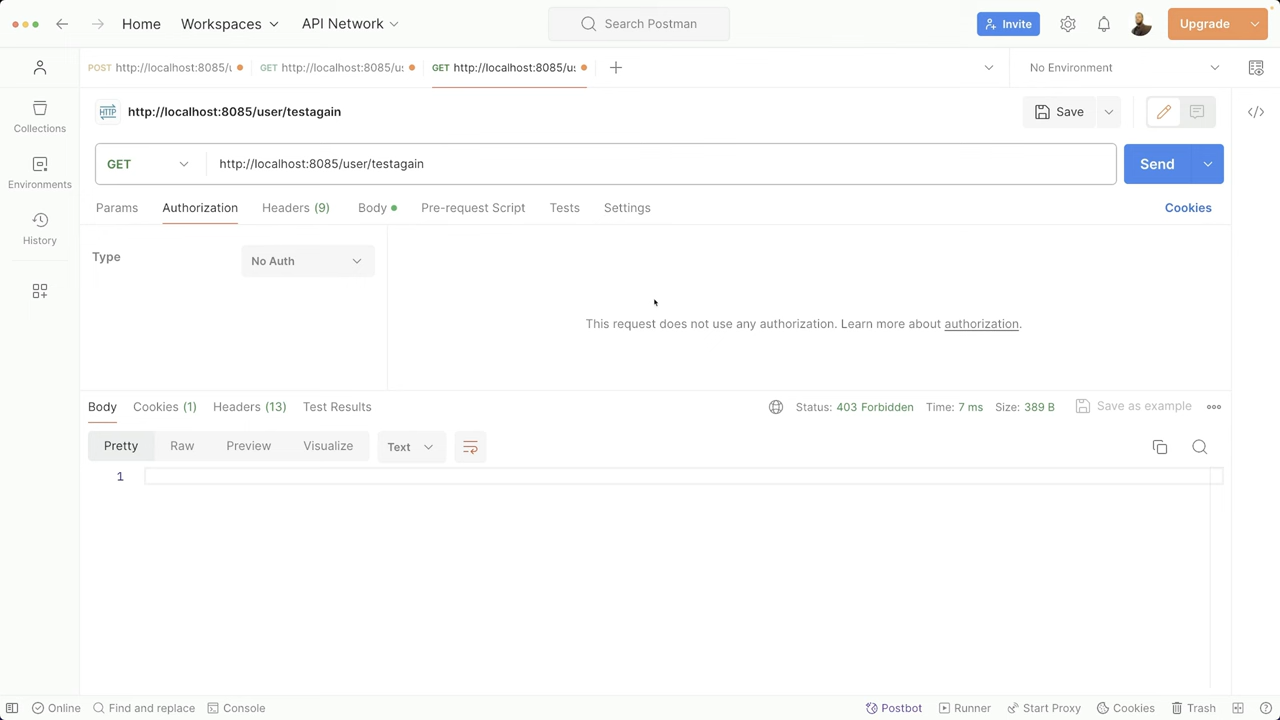 Home Workspaces API Network Search Postman Invite Upgrade
POST http://localhost:8085/u GET http://localhost:8085/us GET http://localhost:8085/us No Environment
HTTP http://localhost:8085/user/testagain Save
Collections
GET http://localhost:8085/user/testagain Send
Environments
Params Authorization Headers (9) Body Pre-request Script Tests Settings Cookies
History
Type No Auth
This request does not use any authorization. Learn more about authorization.
Body Cookies (1) Headers (13) Test Results Status: 403 Forbidden Time: 7 ms Size: 389 B Save as example
Pretty Raw Preview Visualize Text
1
Online Find and replace Console Postbot Runner Start Proxy Cookies Trash